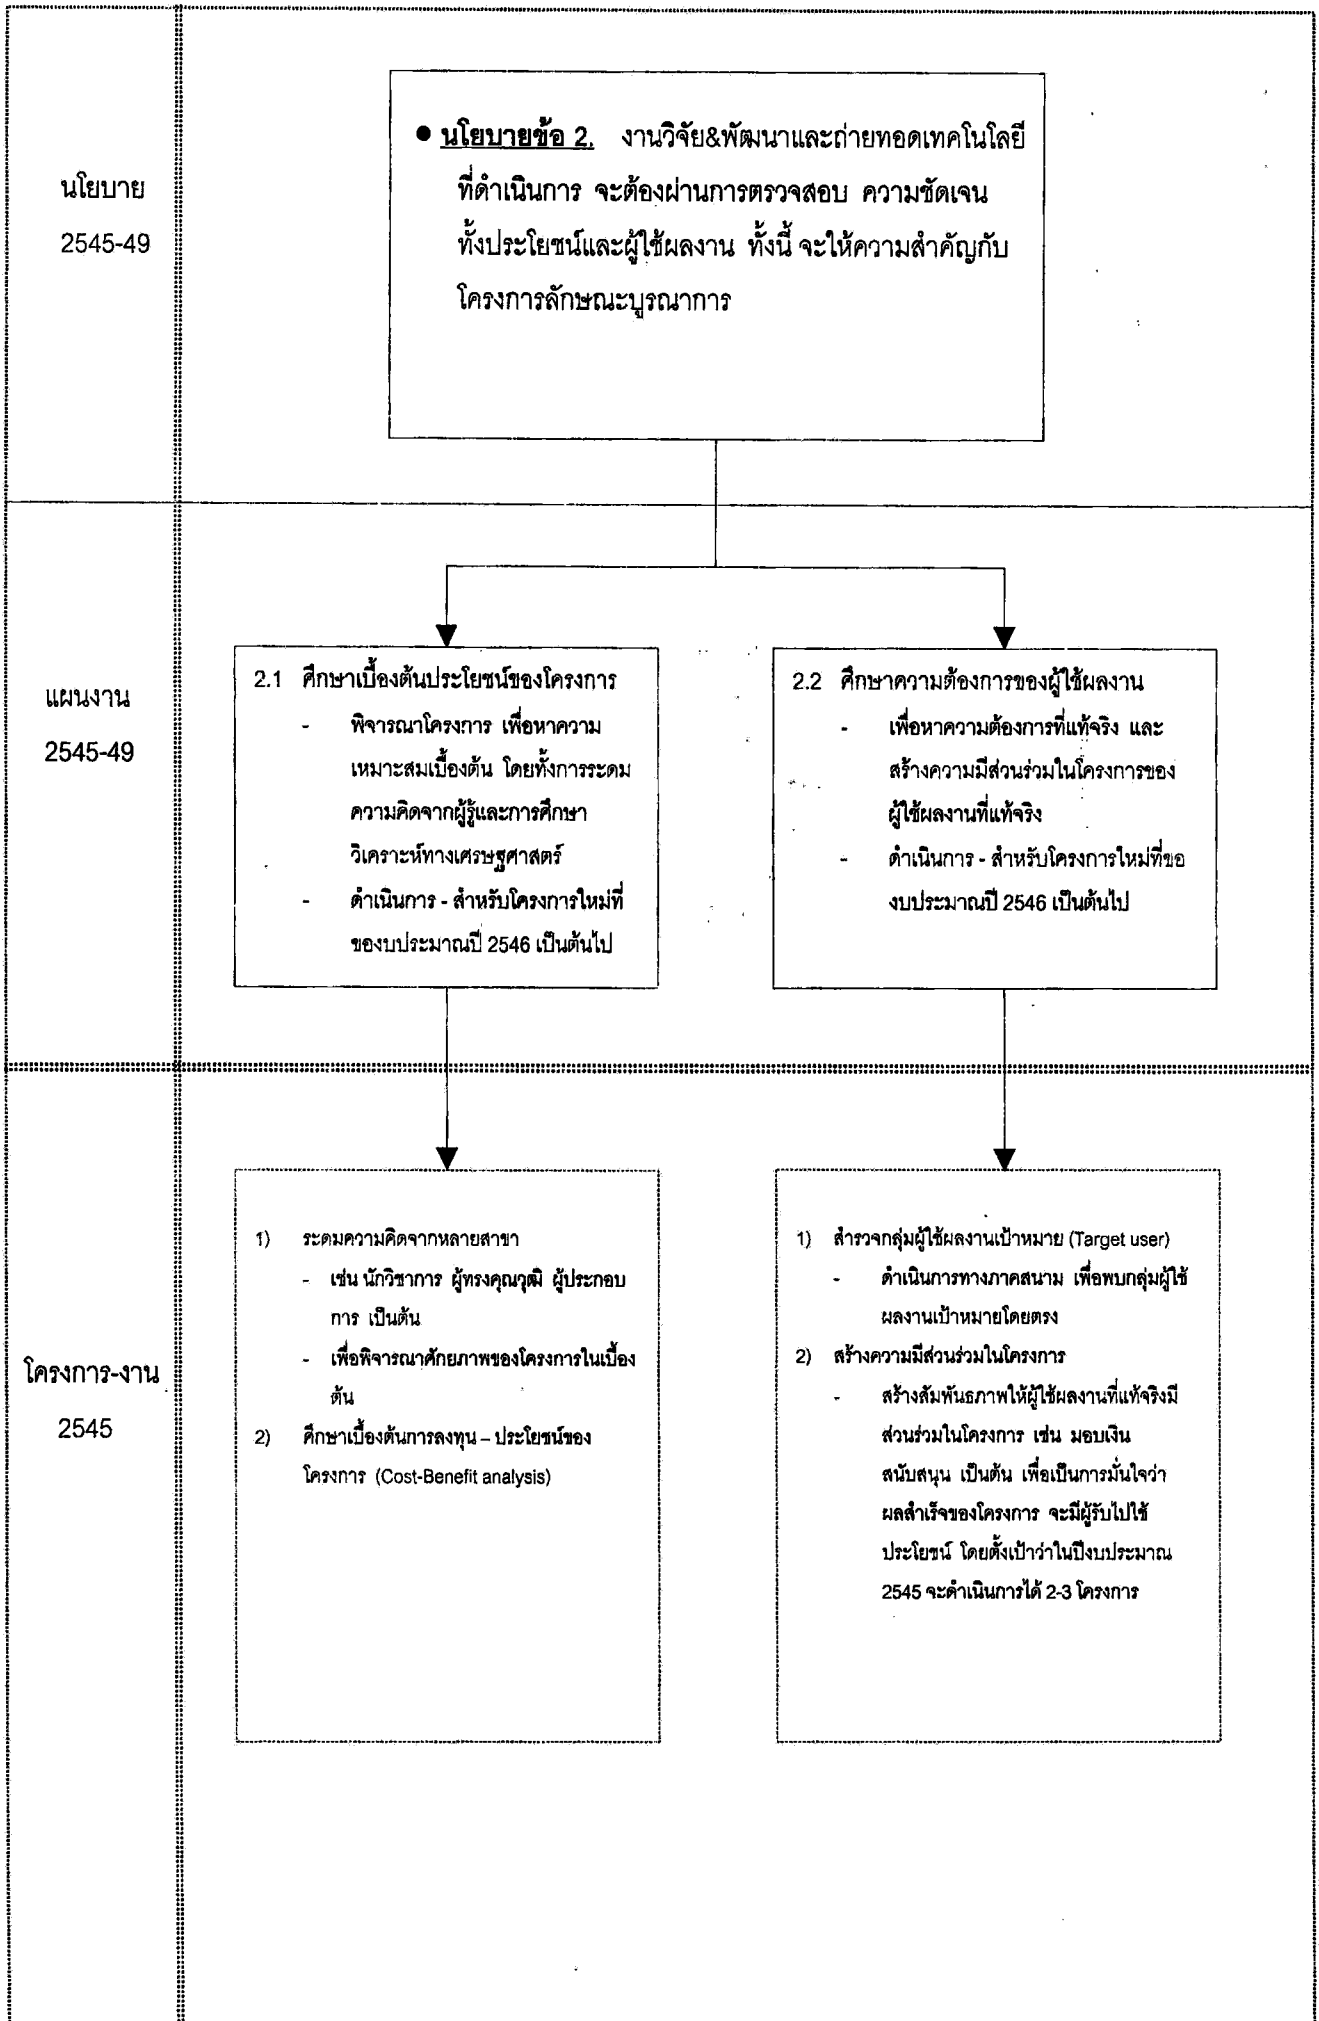 นโยบาย
2545-49
● นโยบายข้อ 2. งานวิจัย&พัฒนาและถ่ายทอดเทคโนโลยี
ที่ดำเนินการ จะต้องผ่านการตรวจสอบ ความชัดเจน
ทั้งประโยชน์และผู้ใช้ผลงาน ทั้งนี้ จะให้ความสำคัญกับ
โครงการลักษณะบูรณาการ
แผนงาน
2545-49
2.1 ศึกษาเบื้องต้นประโยชน์ของโครงการ
- พิจารณาโครงการ เพื่อหาความ
เหมาะสมเบื้องต้น โดยทั้งการระดม
ความคิดจากผู้รู้และการศึกษา
วิเคราะห์ทางเศรษฐศาสตร์
- ดำเนินการ - สำหรับโครงการใหม่ที่
ของบประมาณปี 2546 เป็นต้นไป
2.2 ศึกษาความต้องการของผู้ใช้ผลงาน
- เพื่อหาความต้องการที่แท้จริง และ
สร้างความมีส่วนร่วมในโครงการของ
ผู้ใช้ผลงานที่แท้จริง
- ดำเนินการ - สำหรับโครงการใหม่ที่ขอ
งบประมาณปี 2546 เป็นต้นไป
โครงการ-งาน
2545
1) ระดมความคิดจากหลายสาขา
- เช่น นักวิชาการ ผู้ทรงคุณวุฒิ ผู้ประกอบ
การ เป็นต้น
- เพื่อพิจารณาศักยภาพของโครงการในเบื้อง
ต้น
2) ศึกษาเบื้องต้นการลงทุน – ประโยชน์ของ
โครงการ (Cost-Benefit analysis)
1) สำรวจกลุ่มผู้ใช้ผลงานเป้าหมาย (Target user)
- ดำเนินการทางภาคสนาม เพื่อพบกลุ่มผู้ใช้
ผลงานเป้าหมายโดยตรง
2) สร้างความมีส่วนร่วมในโครงการ
- สร้างสัมพันธภาพให้ผู้ใช้ผลงานที่แท้จริงมี
ส่วนร่วมในโครงการ เช่น มอบเงิน
สนับสนุน เป็นต้น เพื่อเป็นการมั่นใจว่า
ผลสำเร็จของโครงการ จะมีผู้รับไปใช้
ประโยชน์ โดยตั้งเป้าว่าในปีงบประมาณ
2545 จะดำเนินการได้ 2-3 โครงการ